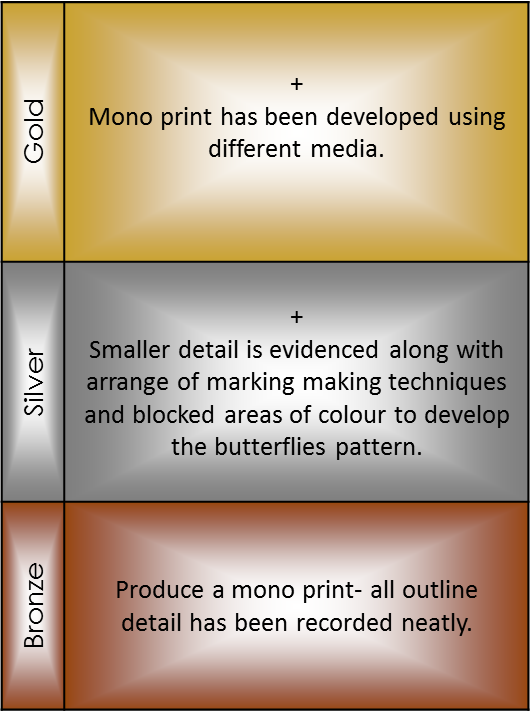 Gold
+
Mono print has been developed using
different media.
Silver
+
Smaller detail is evidenced along with
arrange of marking making techniques
and blocked areas of colour to develop
the butterflies pattern.
Bronze
Produce a mono print- all outline
detail has been recorded neatly.